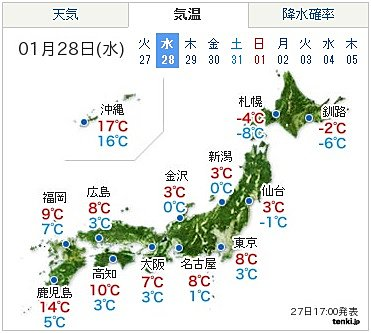 天気 気温 降水確率
01月28日(水)
火 水 木 金 土 日 月 火 水 木
27 28 29 30 31 01 02 03 04 05
沖縄
17℃
16℃
札幌
-4℃
-8℃
釧路
-2℃
-6℃
新潟
3℃
0℃
金沢
3℃
0℃
仙台
3℃
-1℃
福岡
9℃
7℃
広島
8℃
3℃
東京
8℃
3℃
鹿児島
14℃
5℃
高知
10℃
3℃
大阪
7℃
3℃
名古屋
8℃
1℃
27日17:00発表
tenki.jp